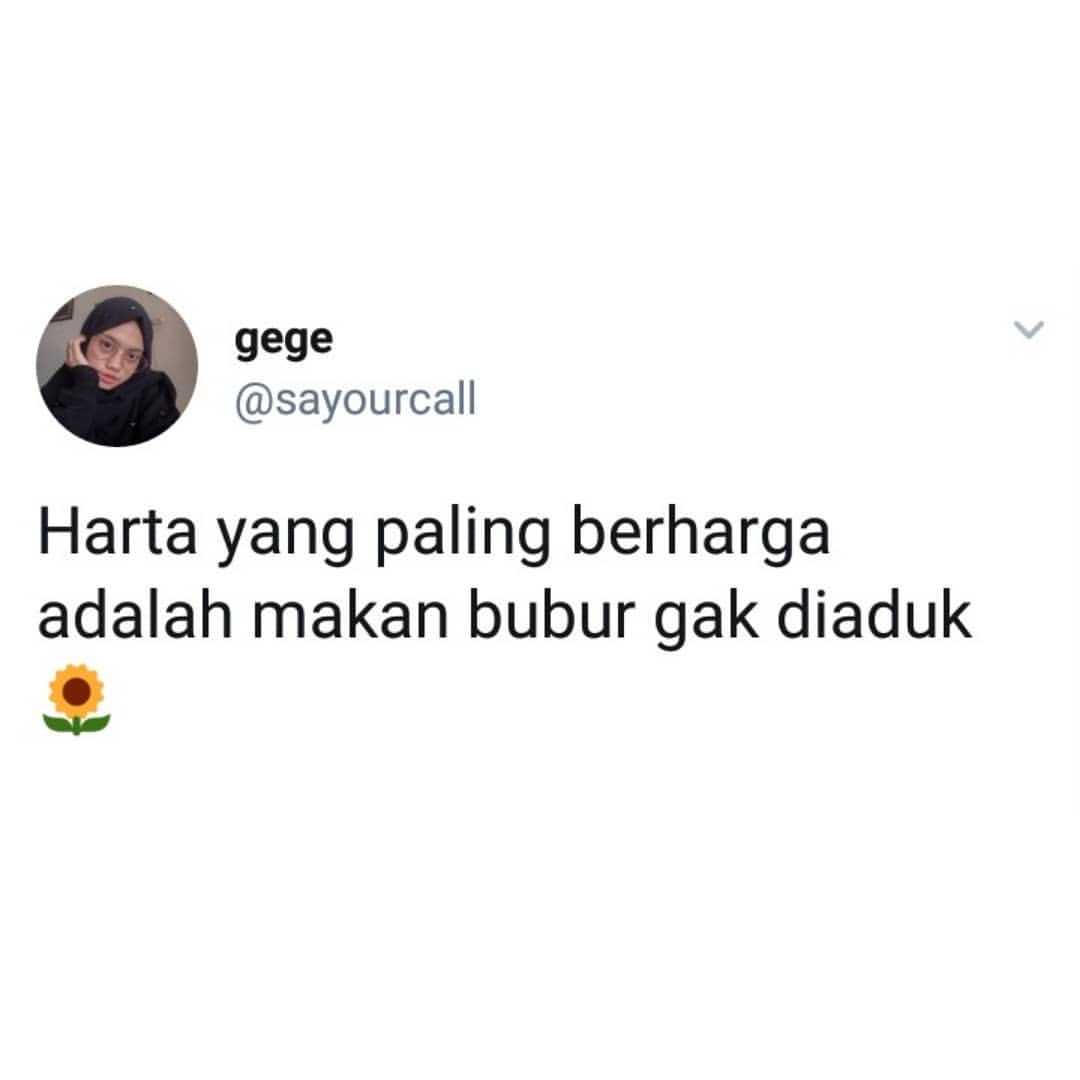 gege
@sayourcall
Harta yang paling berharga
adalah makan bubur gak diaduk
🌻